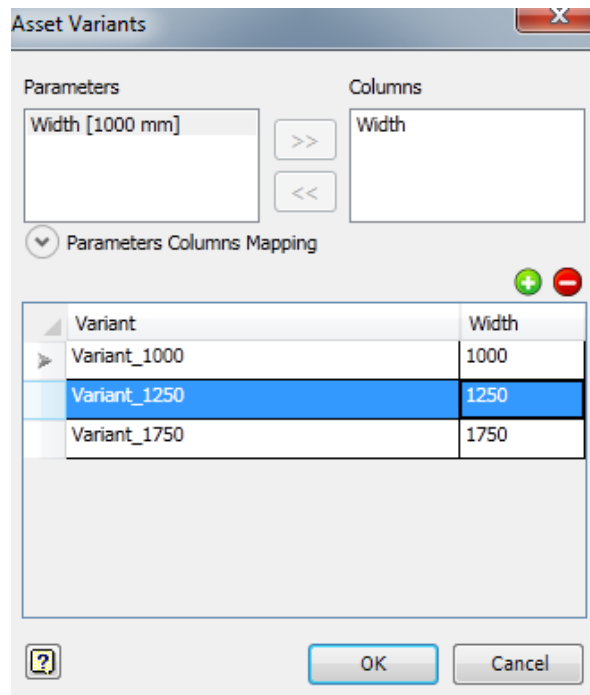 Asset Variants
Parameters
Columns
Width [1000 mm]
>>
Width
<<
Parameters Columns Mapping
Variant
Width
Variant_1000
1000
Variant_1250
1250
Variant_1750
1750
OK
Cancel